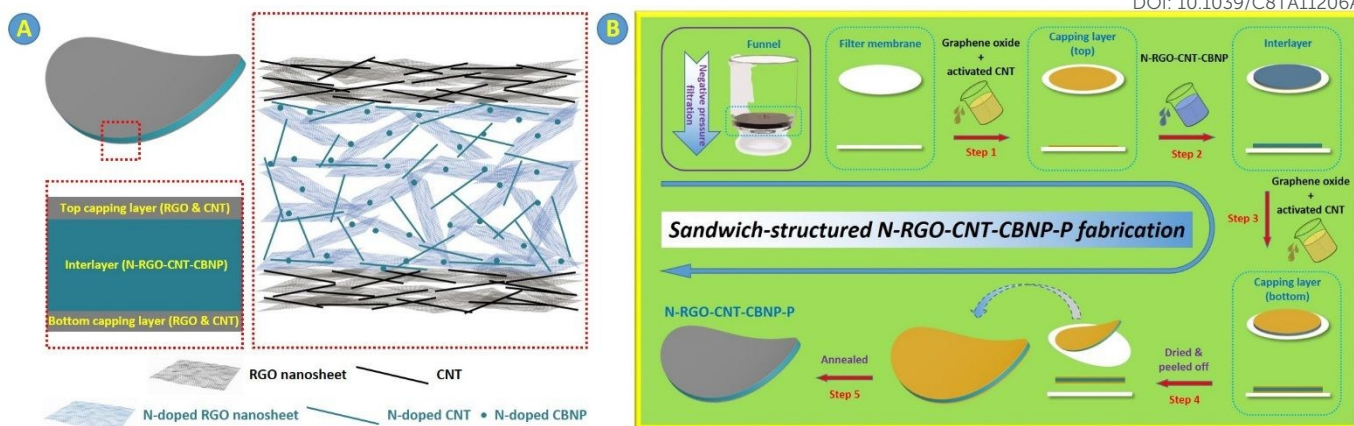 DOI: 10.1039/C8TA11206A
A
Top capping layer (RGO & CNT)
Interlayer (N-RGO-CNT-CBNP)
Bottom capping layer (RGO & CNT)
RGO nanosheet
CNT
N-doped RGO nanosheet
N-doped CNT
N-doped CBNP
B
Negative pressure
filtration
Funnel
Filter membrane
Graphene oxide
+
activated CNT
Step 1
Capping layer
(top)
N-RGO-CNT-CBNP
Step 2
Interlayer
Graphene oxide
+
activated CNT
Step 3
Sandwich-structured N-RGO-CNT-CBNP-P fabrication
Capping layer
(bottom)
Dried &
peeled off
Step 4
Annealed
Step 5
N-RGO-CNT-CBNP-P